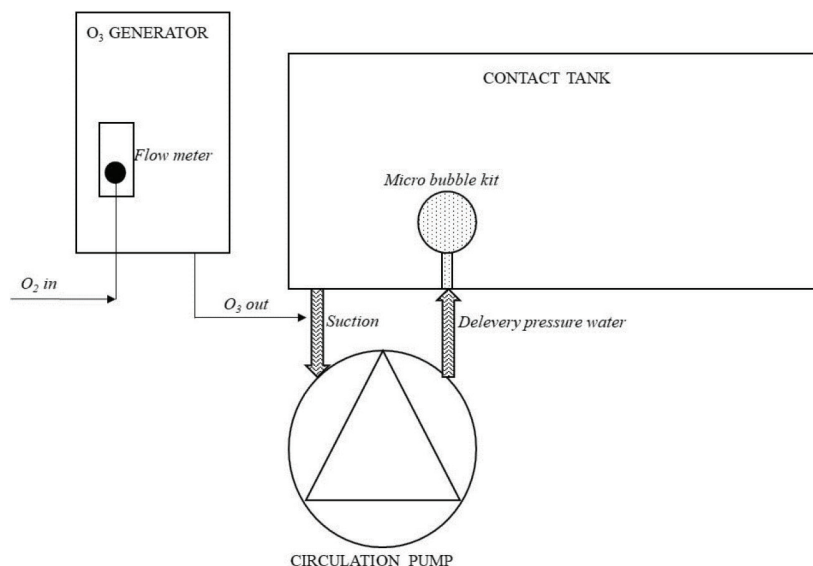 O₃ GENERATOR
Flow meter
O₂ in
O₃ out
CONTACT TANK
Micro bubble kit
Suction
Delevery pressure water
CIRCULATION PUMP